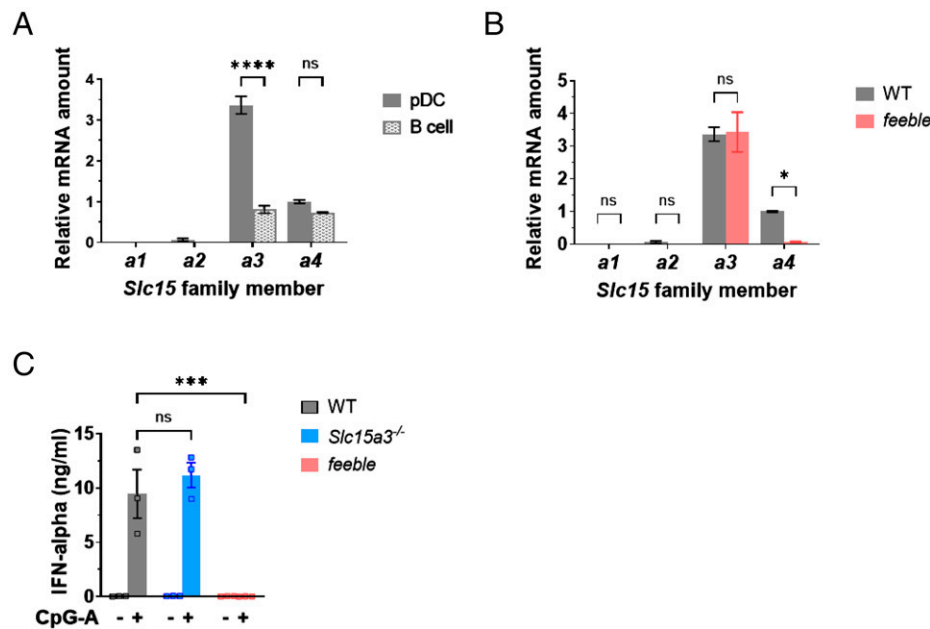 A
Relative mRNA amount
4
3
2
1
0
****
ns
a1 a2 a3 a4
Slc15 family member
pDC
B cell
B
Relative mRNA amount
5
4
3
2
1
0
ns
ns
ns
*
a1 a2 a3 a4
Slc15 family member
WT
feeble
C
IFN-alpha (ng/ml)
15
10
5
0
***
ns
CpG-A - + - + - +
WT
Slc15a3-/-
feeble